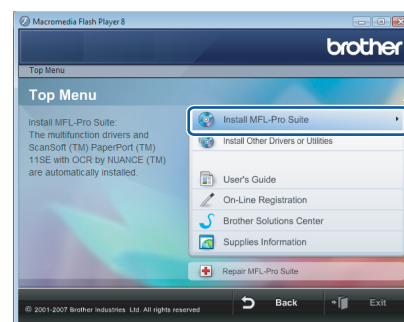 Macromedia Flash Player 8
brother
Top Menu
Top Menu
Install MFL-Pro Suite:
The multifunction drivers and
ScanSoft (TM) PaperPort (TM)
11SE with OCR by NUANCE (TM)
are automatically installed.
Install MFL-Pro Suite
Install Other Drivers or Utilities
User's Guide
On-Line Registration
Brother Solutions Center
Supplies Information
Repair MFL-Pro Suite
© 2001-2007 Brother Industries Ltd. All rights reserved
Back
Exit